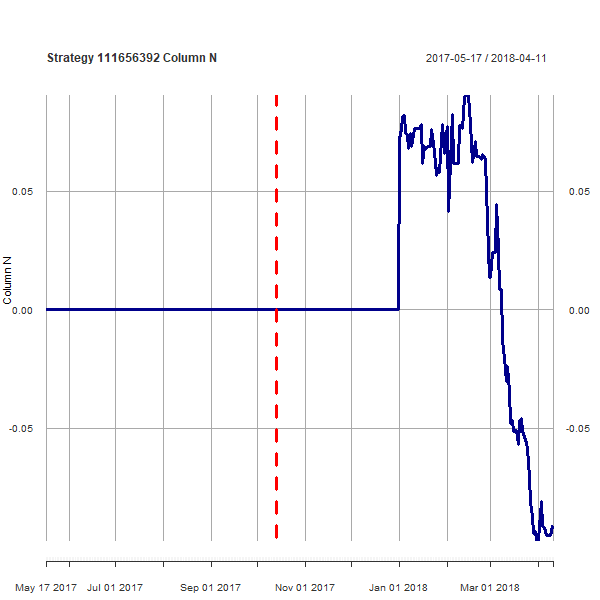 Strategy 111656392 Column N 2017-05-17 / 2018-04-11
0.05 0.05
Column N
0.00 0.00
-0.05 -0.05
May 17 2017 Jul 01 2017 Sep 01 2017 Nov 01 2017 Jan 01 2018 Mar 01 2018